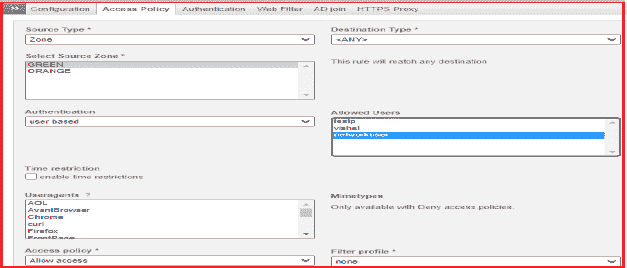 Configuration Access Policy Authentication Web Filter AD join HTTPS Proxy
Source Type * Destination Type *
Zone <ANY>
Select Source Zone * This rule will match any destination
GREEN
ORANGE
Authentication Allowed Users
user based
vishal
Time restriction
enable time restrictions
Useragents ? Mimetypes
AOL Only available with Deny access policies.
AvantBrowser
Chrome
curl
Firefox
FrontPage
Access policy * Filter profile *
Allow access none